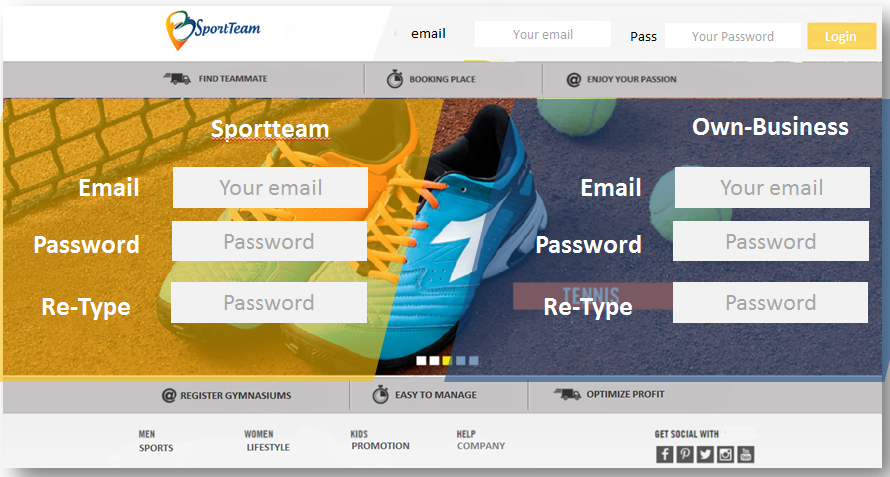 SportTeam
email Your email Pass Your Password Login
FIND TEAMMATE BOOKING PLACE @ ENJOY YOUR PASSION
Sportteam
Email Your email
Password Password
Re-Type Password
Own-Business
Email Your email
Password Password
TENNIS
Re-Type Password
@ REGISTER GYMNASIUMS EASY TO MANAGE OPTIMIZE PROFIT
MEN WOMEN KIDS HELP GET SOCIAL WITH
SPORTS LIFESTYLE PROMOTION COMPANY